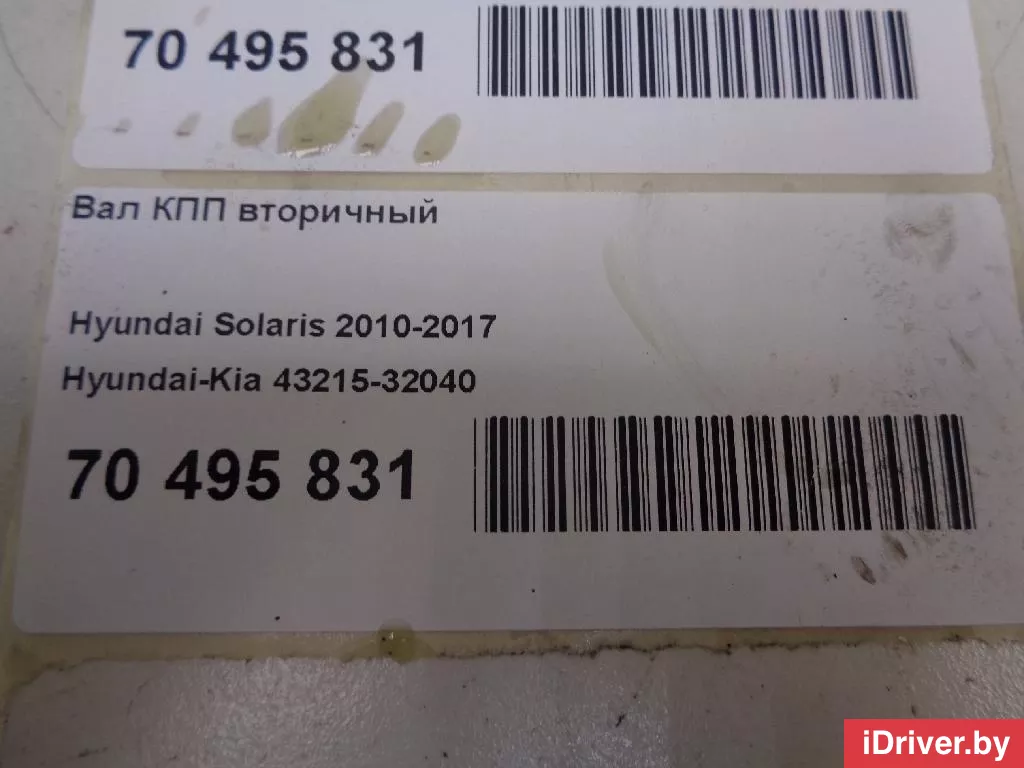 70 495 831
Вал КПП вторичный
Hyundai Solaris 2010-2017
Hyundai-Kia 43215-32040
70 495 831
iDriver.by